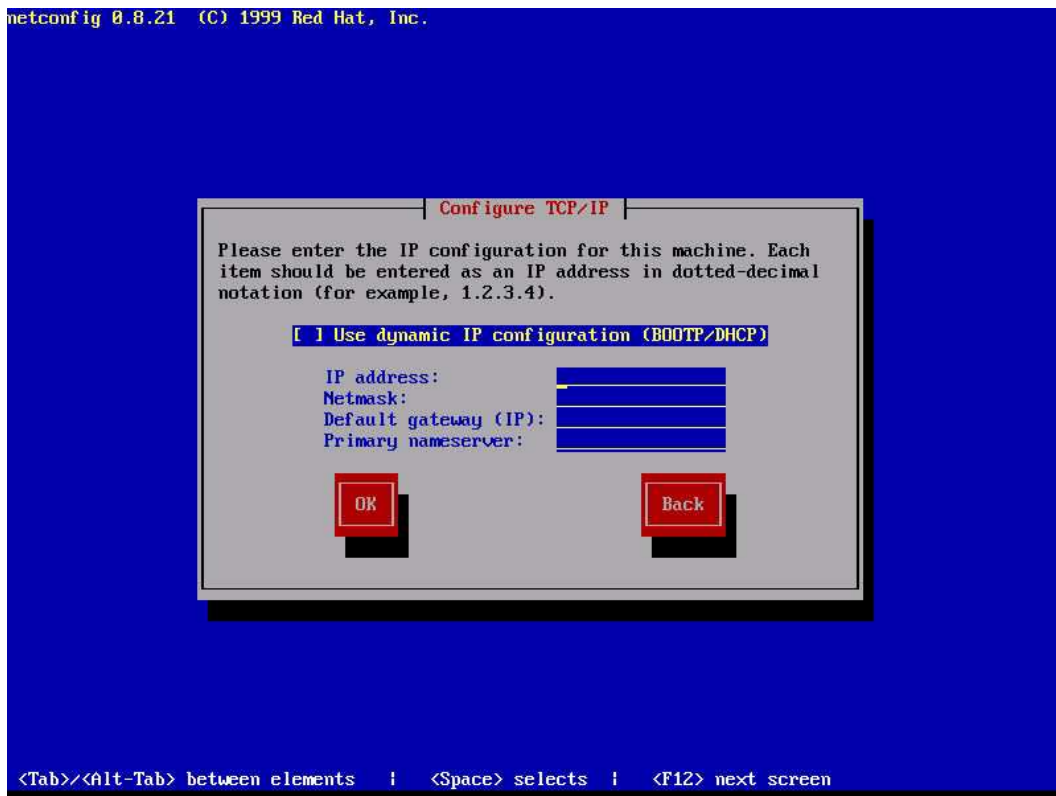 netconfig 0.8.21  (C) 1999 Red Hat, Inc.
Configure TCP/IP
Please enter the IP configuration for this machine. Each
item should be entered as an IP address in dotted-decimal
notation (for example, 1.2.3.4).
[ ] Use dynamic IP configuration (BOOTP/DHCP)
IP address:
Netmask:
Default gateway (IP):
Primary nameserver:
OK Back
<Tab>/<Alt-Tab> between elements | <Space> selects | <F12> next screen